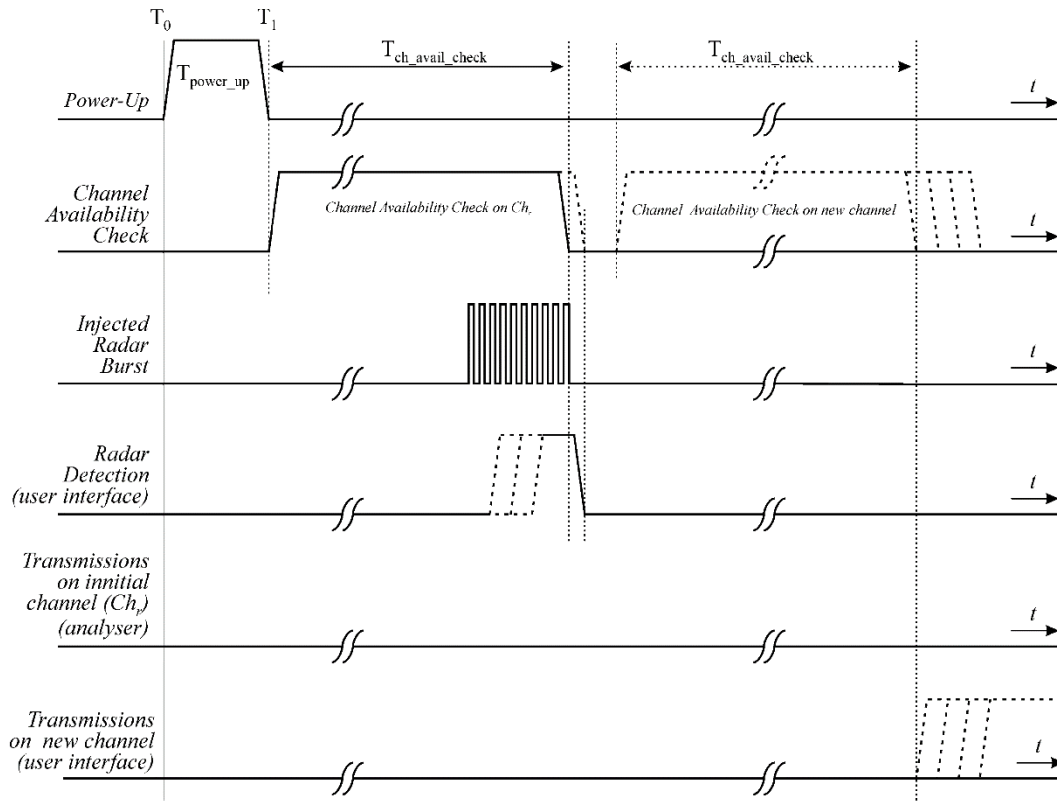 T0 T1
Tch_avail_check Tch_avail_check
Tpower_up
Power-Up
t
Channel
Availability
Check
Channel Availability Check on Chr
Channel Availability Check on new channel
t
Injected
Radar
Burst
t
Radar
Detection
(user interface)
t
Transmissions
on innitial
channel (Chr)
(analyser)
t
Transmissions
on new channel
(user interface)
t